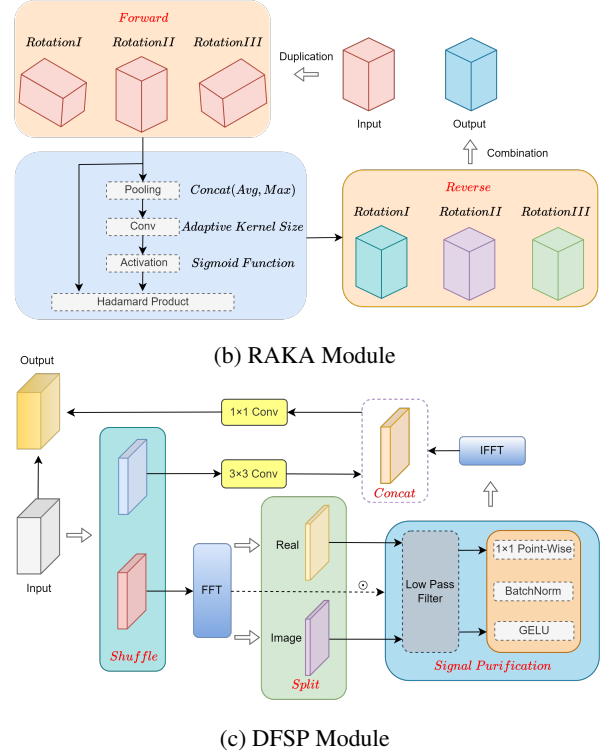 Forward
RotationI RotationII RotationIII
Duplication
Input
Output
Combination
Pooling
Concat(Avg, Max)
Conv
Adaptive Kernel Size
Activation
Sigmoid Function
Hadamard Product
Reverse
RotationI RotationII RotationIII
(b) RAKA Module
Output
1×1 Conv
3×3 Conv
Concat
IFFT
Input
Shuffle
FFT
Real
Image
Split
⊙
Low Pass
Filter
1×1 Point-Wise
BatchNorm
GELU
Signal Purification
(c) DFSP Module